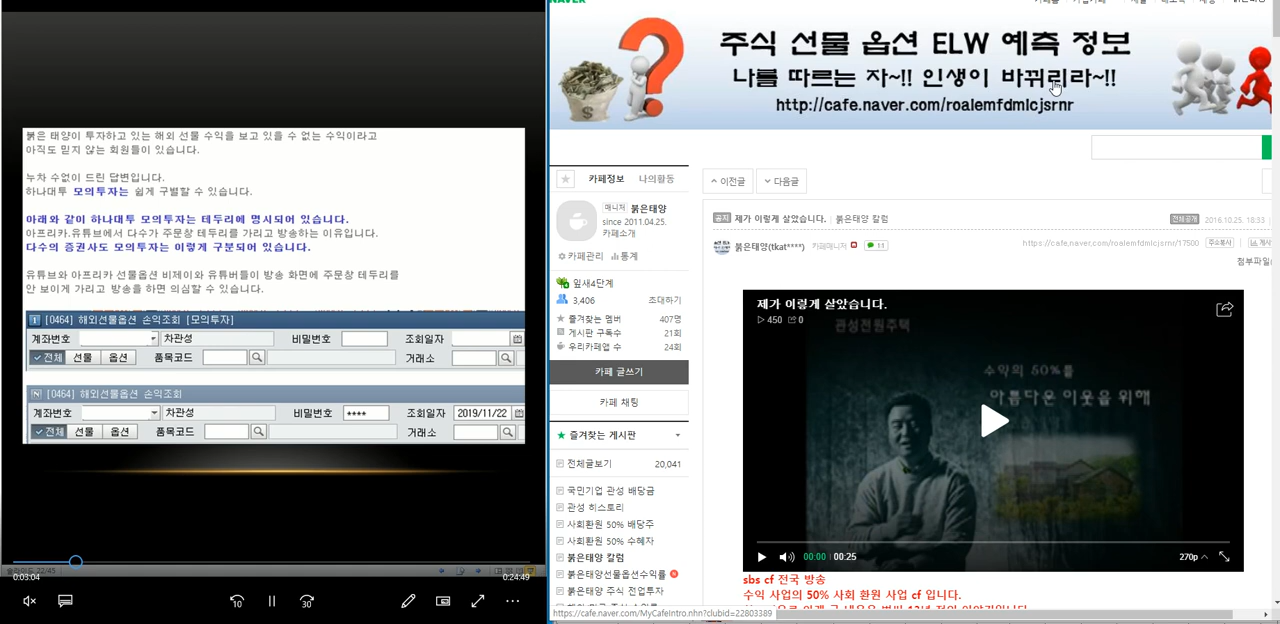 붉은 태양이 투자하고 있는 해외 선물 수익을 보고 있을 수 없는 수익이라고
아직도 믿지 않는 회원들이 있습니다.
누차 수없이 드린 답변입니다.
하나대투 모의투자는 쉽게 구별할 수 있습니다.
아래와 같이 하나대투 모의투자는 테두리에 명시되어 있습니다.
아프리카.유튜브에서 다수가 주문창 테두리를 가리고 방송하는 이유입니다.
다수의 증권사도 모의투자는 이렇게 구분되어 있습니다.
유튜브와 아프리카 선물옵션 비제이와 유튜버들이 방송 화면에 주문창 테두리를
안 보이게 가리고 방송을 하면 의심할 수 있습니다.
[0464] 해외선물옵션 손익조회 [모의투자]
계좌번호 차관성 비밀번호 조회일자
전체 선물 옵션 품목코드 거래소
[0464] 해외선물옵션 손익조회
계좌번호 차관성 비밀번호 **** 조회일자 2019/11/22
전체 선물 옵션 품목코드 거래소
슬라이드 22/45
0:03:04
0:24:49
10
30
NAVER
주식 선물 옵션 ELW 예측 정보
나를 따르는 자~!! 인생이 바뀌리라~!!
http://cafe.naver.com/roalemfdmlcjsrnr
카페정보 나의활동
매니저 붉은태양
since 2011.04.25.
카페소개
카페관리 통계
잎새4단계
3,406 초대하기
즐겨찾는 멤버 407명
게시판 구독수 21회
우리카페앱 수 24회
카페 글쓰기
카페 채팅
즐겨찾는 게시판
전체글보기 20,041
국민기업 관성 배당금
관성 히스토리
사회환원 50% 배당주
사회환원 50% 수혜자
붉은태양 칼럼
붉은태양선물옵션수익률
붉은태양 주식 전업투자
이전글 다음글
공지 제가 이렇게 살았습니다. 붉은태양 칼럼 전체공개 2016.10.25. 18:33
붉은태양(tkat****) 카페매니저 11 https://cafe.naver.com/roalemfdmlcjsrnr/17500 주소복사
제가 이렇게 살았습니다.
450 0
관성전원주택
수익의 50%를
아름다운 이웃을 위해
00:00 00:25 270p
sbs cf 전국 방송
수익 사업의 50% 사회 환원 사업 cf 입니다.
https://cafe.naver.com/MyCafeIntro.nhn?clubid=22803389